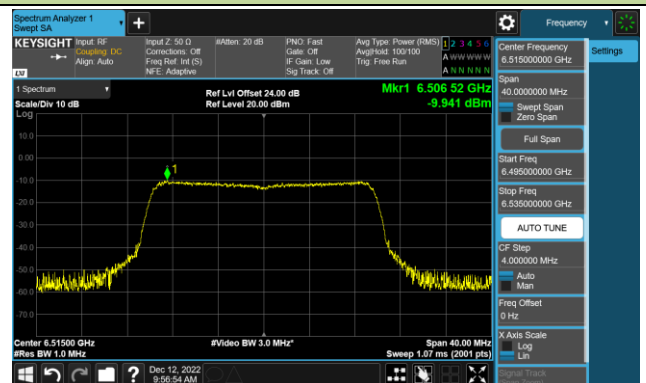 Spectrum Analyzer 1
Swept SA
Frequency
KEYSIGHT
Input: RF
Coupling: DC
Align: Auto
Input Z: 50 Ω
Corrections: Off
Freq Ref: Int (S)
NFE: Adaptive
#Atten: 20 dB
PNO: Fast
Gate: Off
IF Gain: Low
Sig Track: Off
Avg Type: Power (RMS)
Avg|Hold: 100/100
Trig: Free Run
1 2 3 4 5 6
A W W W W W
A N N N N N
LXI
Center Frequency
6.515000000 GHz
Settings
Span
40.0000000 MHz
Swept Span
Zero Span
Full Span
Start Freq
6.495000000 GHz
Stop Freq
6.535000000 GHz
AUTO TUNE
CF Step
4.000000 MHz
Auto
Man
Freq Offset
0 Hz
X Axis Scale
Log
Lin
Signal Track
1 Spectrum
Scale/Div 10 dB
Log
Ref Lvl Offset 24.00 dB
Ref Level 20.00 dBm
Mkr1 6.506 52 GHz
-9.941 dBm
10.0
0.00
-10.0
-20.0
-30.0
-40.0
-50.0
-60.0
-70.0
1
Center 6.51500 GHz
#Res BW 1.0 MHz
#Video BW 3.0 MHz*
Span 40.00 MHz
Sweep 1.07 ms (2001 pts)
Dec 12, 2022
9:56:54 AM